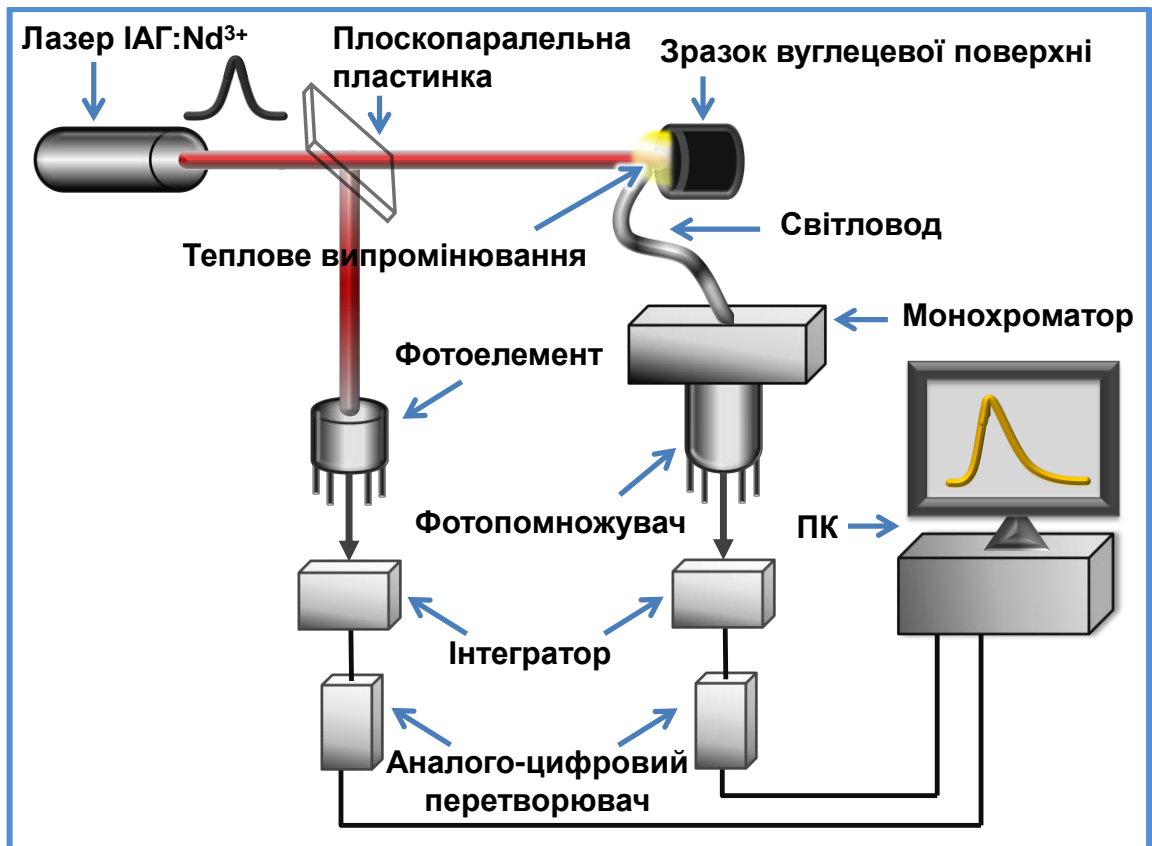 Лазер ІАГ:Nd³⁺
Плоскопаралельна
пластинка
Зразок вуглецевої поверхні
Світловод
Теплове випромінювання
Монохроматор
Фотоелемент
Фотопомножувач
ПК
Інтегратор
Аналого-цифровий
перетворювач